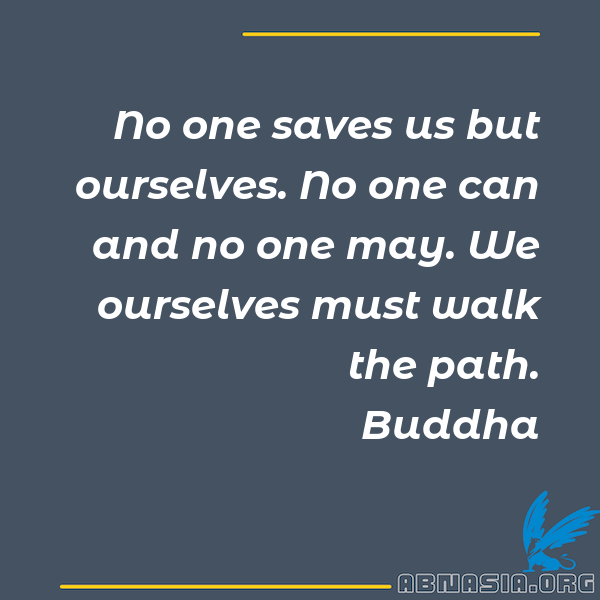 No one saves us but
ourselves. No one can
and no one may. We
ourselves must walk
the path.
Buddha
ABNASIA.ORG